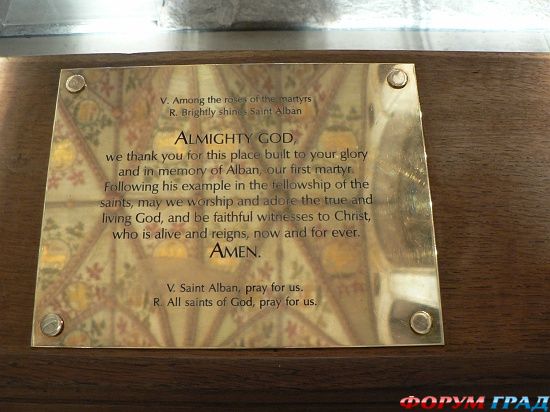 V. Among the roses of the martyrs
R. Brightly shines Saint Alban
ALMIGHTY GOD,
we thank you for this place built to your glory
and in memory of Alban, our first martyr.
Following his example in the fellowship of the
saints, may we worship and adore the true and
living God, and be faithful witnesses to Christ,
who is alive and reigns, now and for ever.
AMEN.
V. Saint Alban, pray for us.
R. All saints of God, pray for us.
ФОРУМ ГРАД